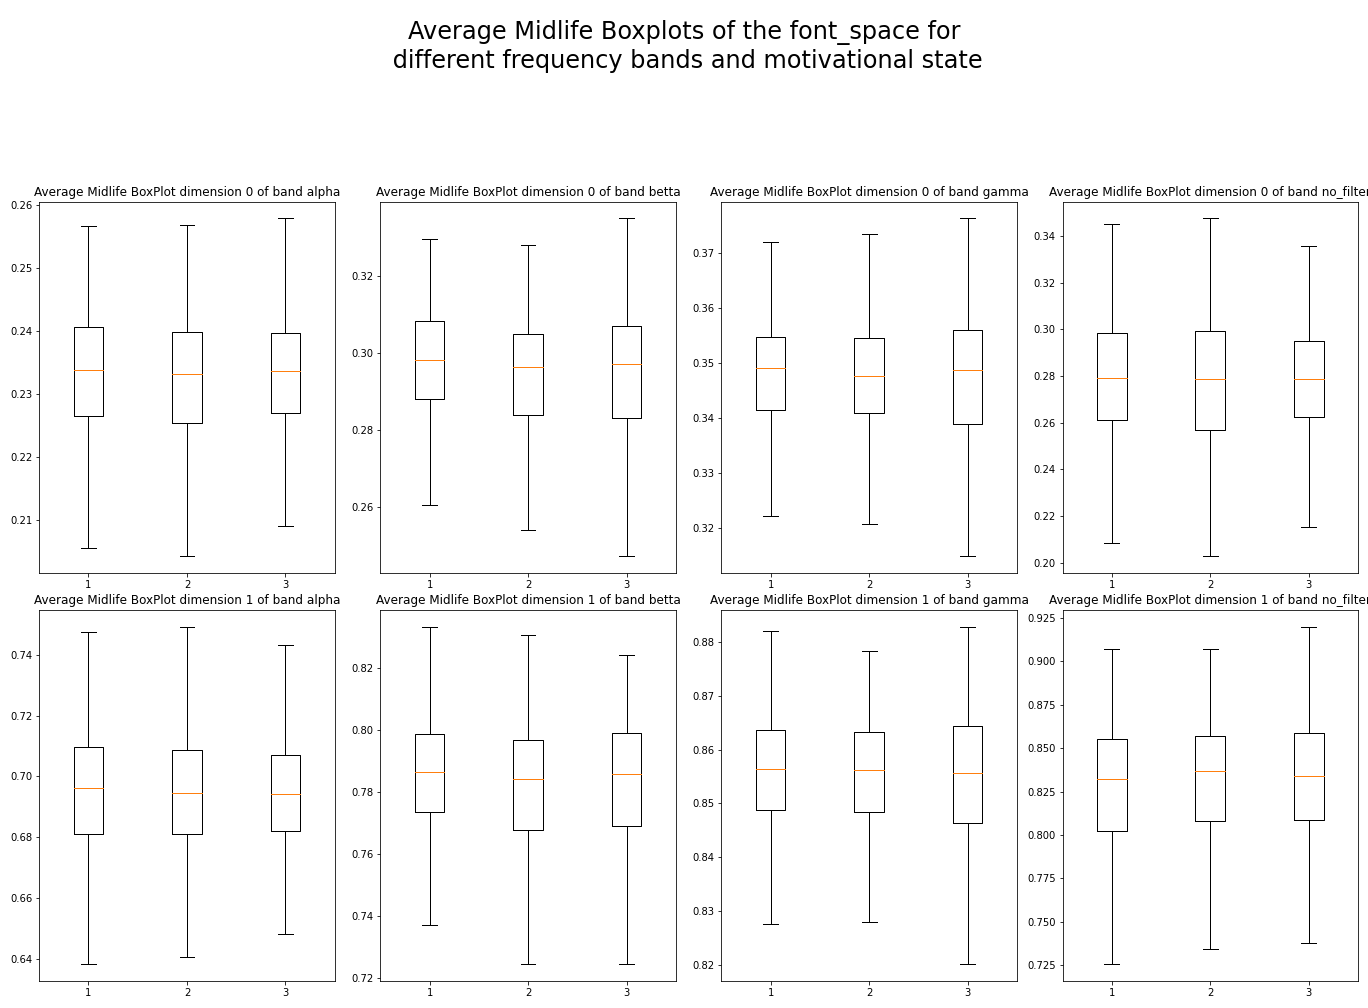 Average Midlife Boxplots of the font_space for
different frequency bands and motivational state
Average Midlife BoxPlot dimension 0 of band alpha
0.26
0.25
0.24
0.23
0.22
0.21
1 2 3
Average Midlife BoxPlot dimension 0 of band betta
0.32
0.30
0.28
0.26
1 2 3
Average Midlife BoxPlot dimension 0 of band gamma
0.37
0.36
0.35
0.34
0.33
0.32
1 2 3
Average Midlife BoxPlot dimension 0 of band no_filter
0.34
0.32
0.30
0.28
0.26
0.24
0.22
0.20
1 2 3
Average Midlife BoxPlot dimension 1 of band alpha
0.74
0.72
0.70
0.68
0.66
0.64
1 2 3
Average Midlife BoxPlot dimension 1 of band betta
0.82
0.80
0.78
0.76
0.74
0.72
1 2 3
Average Midlife BoxPlot dimension 1 of band gamma
0.88
0.87
0.86
0.85
0.84
0.83
0.82
1 2 3
Average Midlife BoxPlot dimension 1 of band no_filter
0.925
0.900
0.875
0.850
0.825
0.800
0.775
0.750
0.725
1 2 3